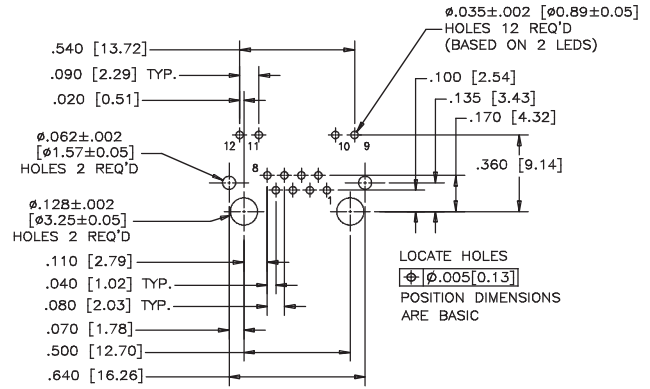 ø.035±.002 [ø0.89±0.05]
HOLES 12 REQ'D
(BASED ON 2 LEDS)
.540 [13.72]
.090 [2.29] TYP.
.020 [0.51]
.100 [2.54]
.135 [3.43]
.170 [4.32]
12 11 10 9
ø.062±.002
[ø1.57±0.05]
HOLES 2 REQ'D
8
.360 [9.14]
1
ø.128±.002
[ø3.25±0.05]
HOLES 2 REQ'D
.110 [2.79]
.040 [1.02] TYP.
.080 [2.03] TYP.
.070 [1.78]
.500 [12.70]
.640 [16.26]
LOCATE HOLES
⌖ ø.005[0.13]
POSITION DIMENSIONS
ARE BASIC